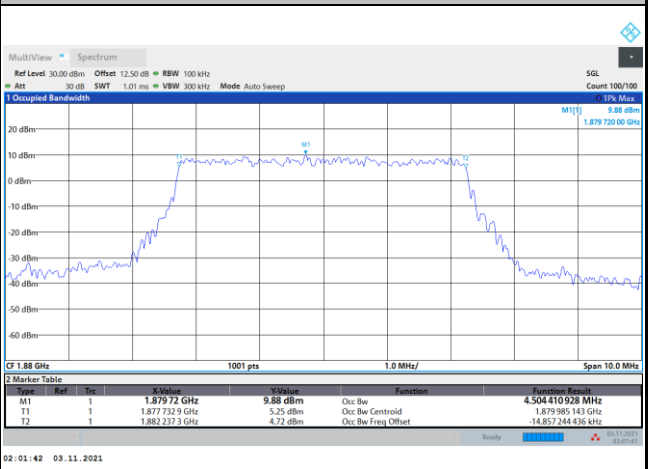 MultiView Spectrum
Ref Level 30.00 dBm Offset 12.50 dB RBW 100 kHz SGL
Att 30 dB SWT 1.01 ms VBW 300 kHz Mode Auto Sweep Count 100/100
1 Occupied Bandwidth 1Pk Max
M1[1] 9.88 dBm
1.879 720 00 GHz
20 dBm
M1
10 dBm
T1 T2
0 dBm
-10 dBm
-20 dBm
-30 dBm
-40 dBm
-50 dBm
-60 dBm
CF 1.88 GHz 1001 pts 1.0 MHz/ Span 10.0 MHz
2 Marker Table
Type Ref Trc X-Value Y-Value Function Function Result
M1 1 1.879 72 GHz 9.88 dBm Occ Bw 4.504 410 928 MHz
T1 1 1.877 732 9 GHz 5.25 dBm Occ Bw Centroid 1.879 985 143 GHz
T2 1 1.882 237 3 GHz 4.72 dBm Occ Bw Freq Offset -14.857 244 436 kHz
Ready 03.11.2021
02:01:41
02:01:42 03.11.2021